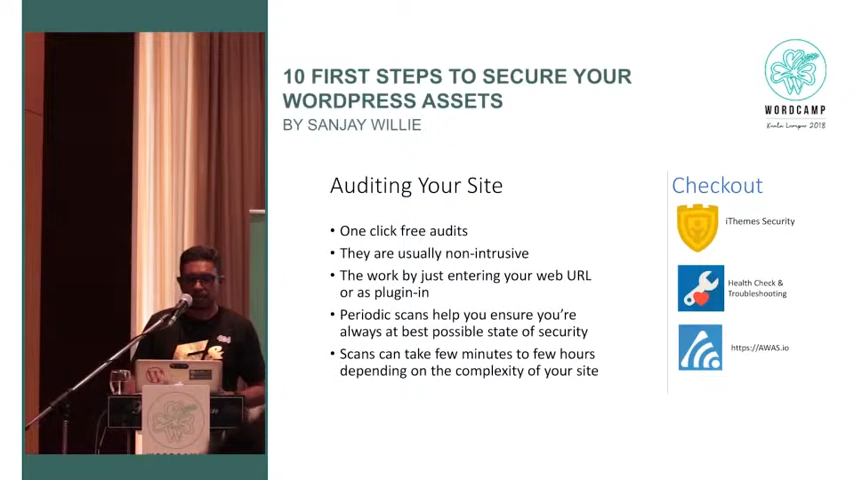 10 FIRST STEPS TO SECURE YOUR
WORDPRESS ASSETS
BY SANJAY WILLIE
WORDCAMP
Kuala Lumpur 2018
Auditing Your Site
• One click free audits
• They are usually non-intrusive
• The work by just entering your web URL
or as plugin-in
• Periodic scans help you ensure you're
always at best possible state of security
• Scans can take few minutes to few hours
depending on the complexity of your site
Checkout
iThemes Security
Health Check &
Troubleshooting
https://AWAS.io